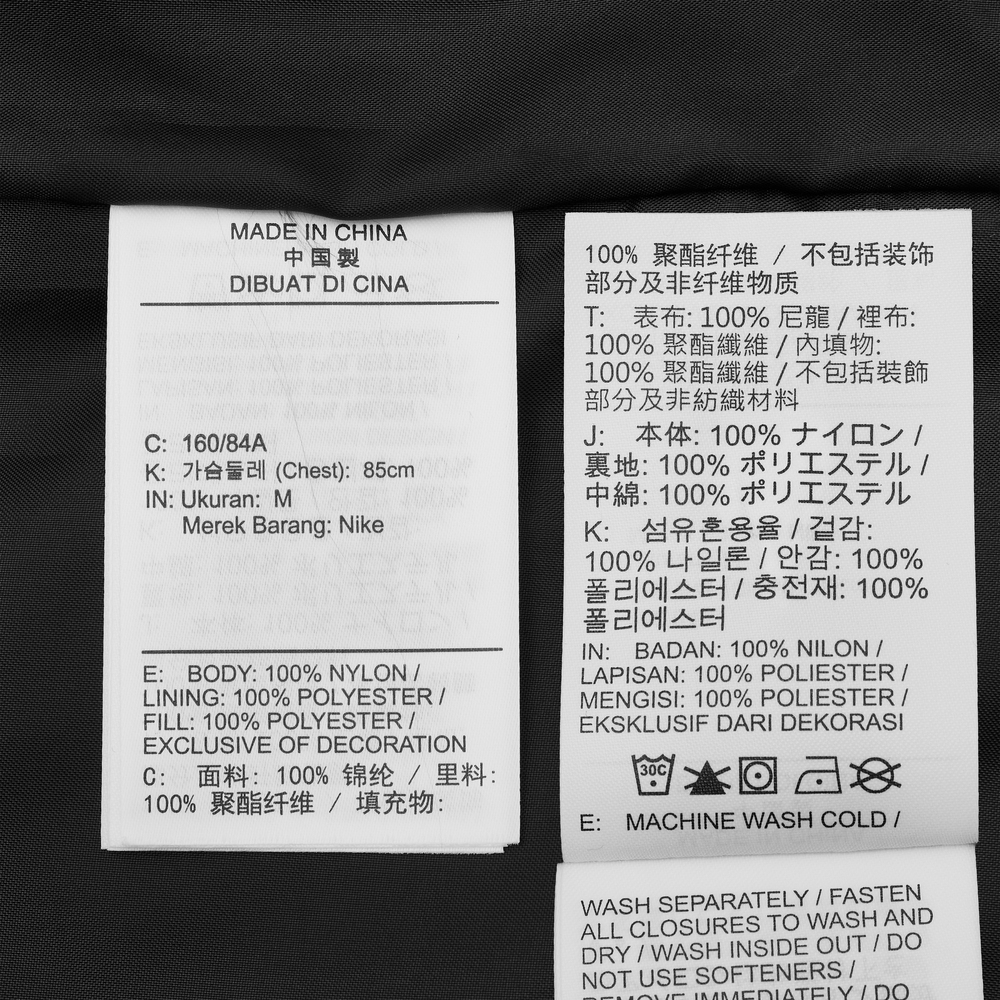 MADE IN CHINA
中国製
DIBUAT DI CINA
C: 160/84A
K: 가슴둘레 (Chest): 85cm
IN: Ukuran: M
Merek Barang: Nike
E: BODY: 100% NYLON /
LINING: 100% POLYESTER /
FILL: 100% POLYESTER /
EXCLUSIVE OF DECORATION
C: 面料: 100% 锦纶 / 里料:
100% 聚酯纤维 / 填充物:
100% 聚酯纤维 / 不包括装饰
部分及非纤维物质
T: 表布: 100% 尼龍 / 裡布:
100% 聚酯纖維 / 內填物:
100% 聚酯纖維 / 不包括裝飾
部分及非紡織材料
J: 本体: 100% ナイロン /
裏地: 100% ポリエステル /
中綿: 100% ポリエステル
K: 섬유혼용율 / 겉감:
100% 나일론 / 안감: 100%
폴리에스터 / 충전재: 100%
폴리에스터
IN: BADAN: 100% NILON /
LAPISAN: 100% POLIESTER /
MENGISI: 100% POLIESTER /
EKSKLUSIF DARI DEKORASI
30C
E: MACHINE WASH COLD /
WASH SEPARATELY / FASTEN
ALL CLOSURES TO WASH AND
DRY / WASH INSIDE OUT / DO
NOT USE SOFTENERS /
REMOVE IMMEDIATELY / DO